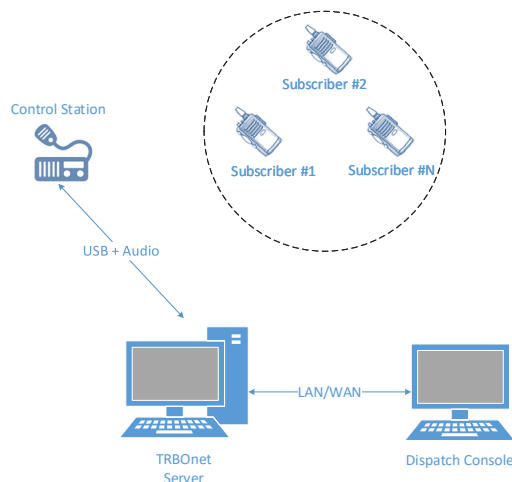 Subscriber #2
Control Station
Subscriber #1
Subscriber #N
USB + Audio
LAN/WAN
TRBOnet
Server
Dispatch Console